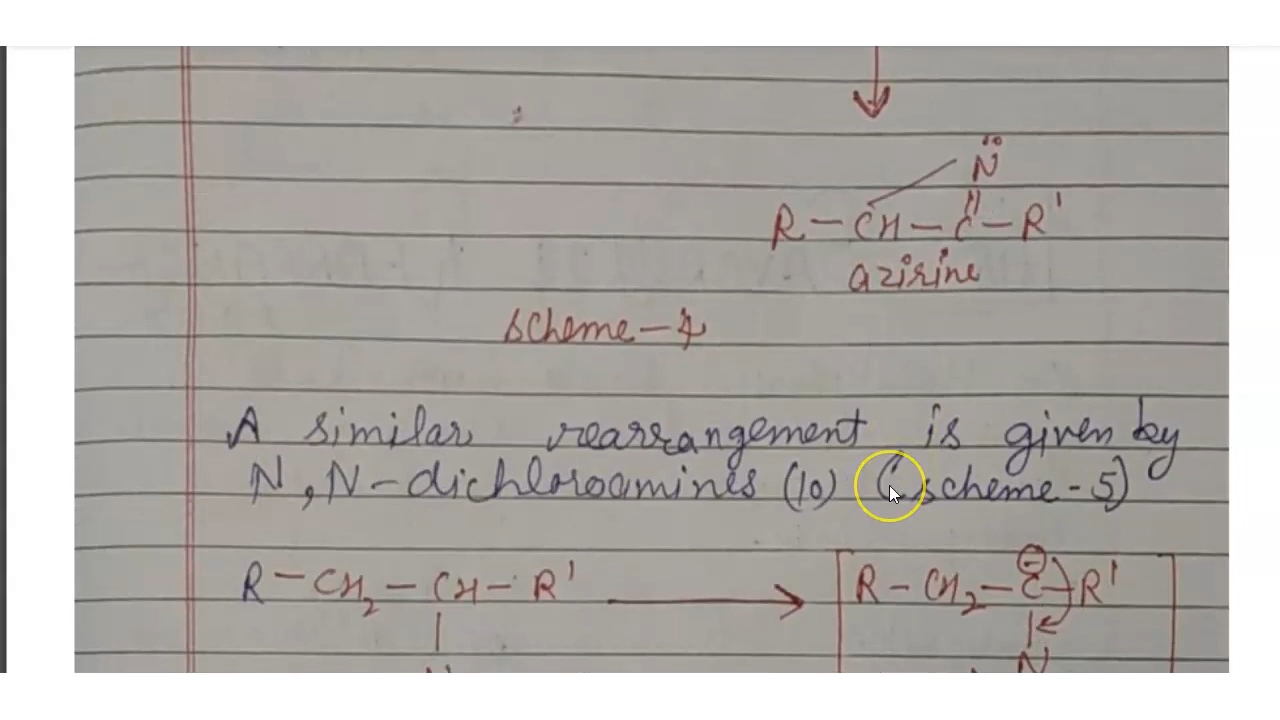 N̈
R – CH – C – R'
azirine
Scheme – 4
A similar rearrangement is given by
N, N – dichloroamines (10) (scheme - 5)
R – CH₂ – CH – R' → [R – CH₂ – C⊖ – R'
N